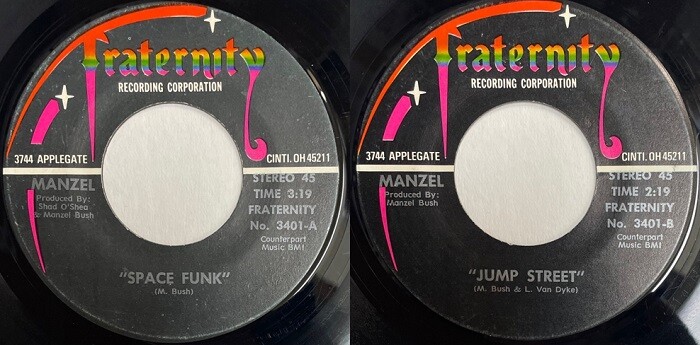 Fraternity
RECORDING CORPORATION
3744 APPLEGATE
CINTI. OH 45211
MANZEL
Produced By:
Shad O'Shea
& Manzel Bush
STEREO 45
TIME 3:19
FRATERNITY
No. 3401-A
Counterpart
Music BMI
"SPACE FUNK"
(M. Bush)
Fraternity
RECORDING CORPORATION
3744 APPLEGATE
CINTI. OH 45211
MANZEL
Produced By:
Manzel Bush
STEREO 45
TIME 2:19
FRATERNITY
No. 3401-B
Counterpart
Music BMI
"JUMP STREET"
(M. Bush & L. Van Dyke)